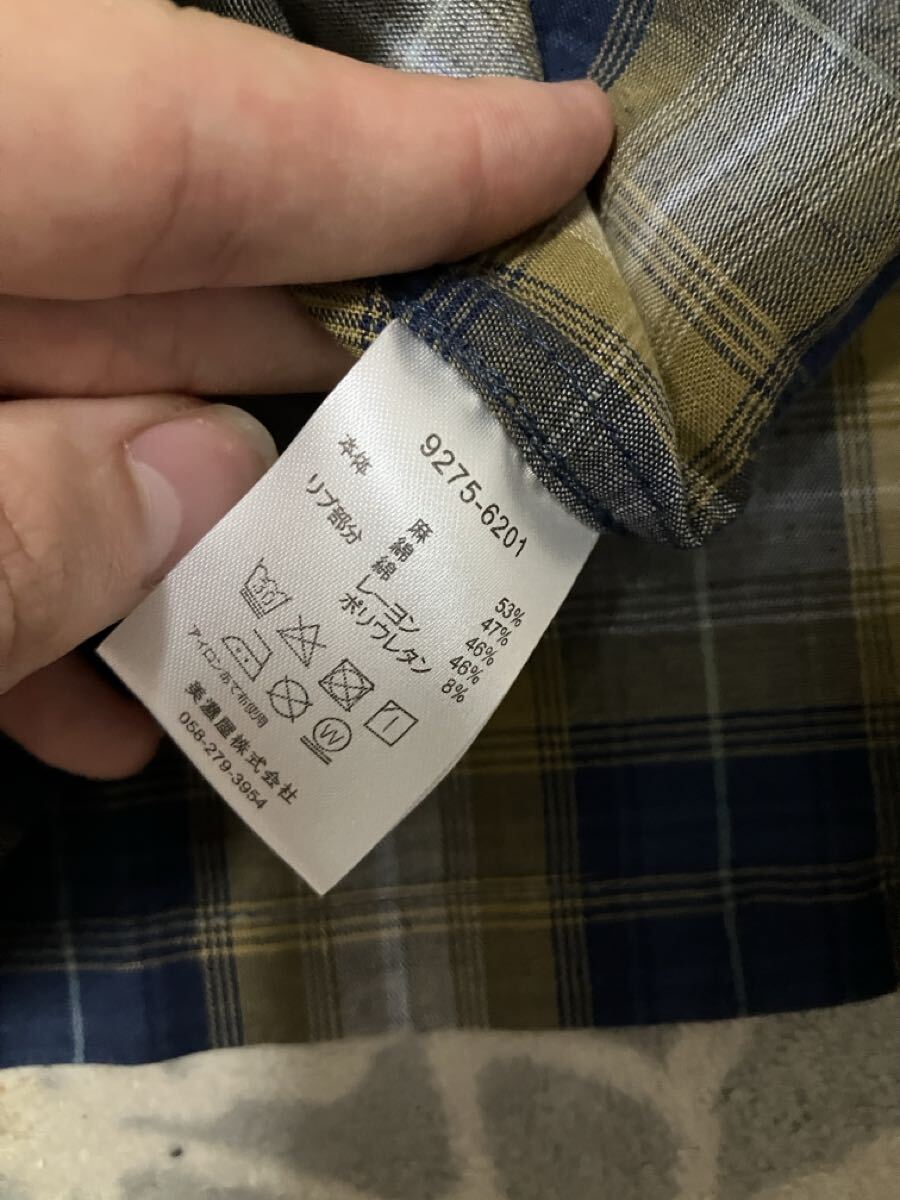 9275-6201
本体 麻 53%
綿 47%
リブ部分 綿 46%
レーヨン 46%
ポリウレタン 8%
30
W
アイロンあて布使用
美濃屋株式会社
058-279-3954